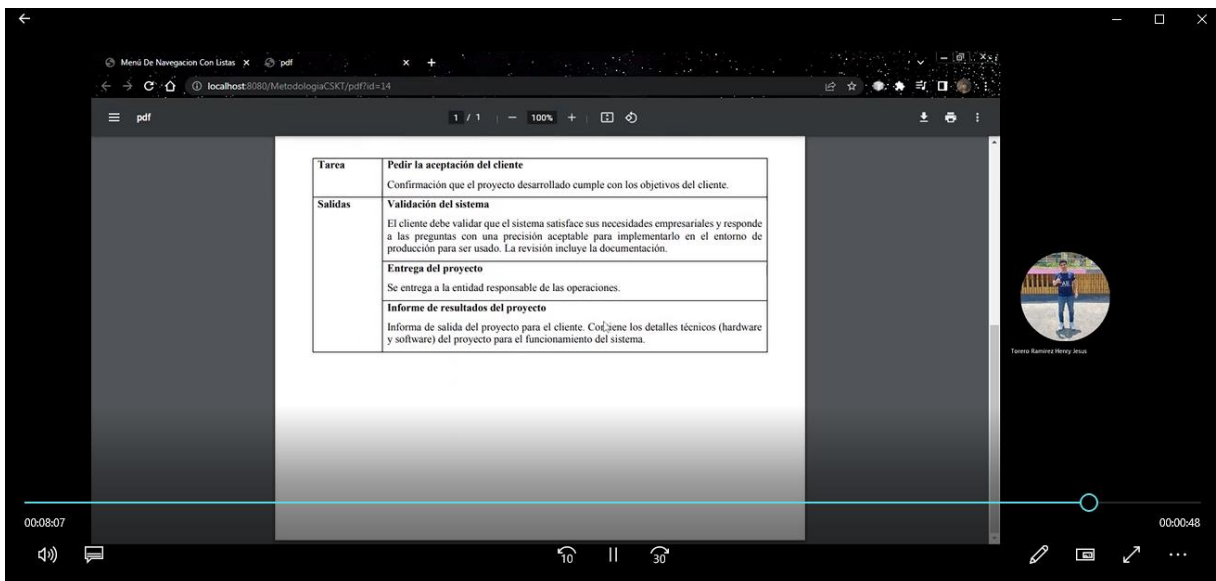 Menú De Navegacion Con Listas
pdf
localhost:8080/MetodologiaCSKT/pdf?id=14
pdf
1 / 1
100%
Tarea
Pedir la aceptación del cliente
Confirmación que el proyecto desarrollado cumple con los objetivos del cliente.
Salidas
Validación del sistema
El cliente debe validar que el sistema satisface sus necesidades empresariales y responde
a las preguntas con una precisión aceptable para implementarlo en el entorno de
producción para ser usado. La revisión incluye la documentación.
Entrega del proyecto
Se entrega a la entidad responsable de las operaciones.
Informe de resultados del proyecto
Informa de salida del proyecto para el cliente. Contiene los detalles técnicos (hardware
y software) del proyecto para el funcionamiento del sistema.
Torero Ramirez Henry Jesus
00:08:07
00:00:48
10
30